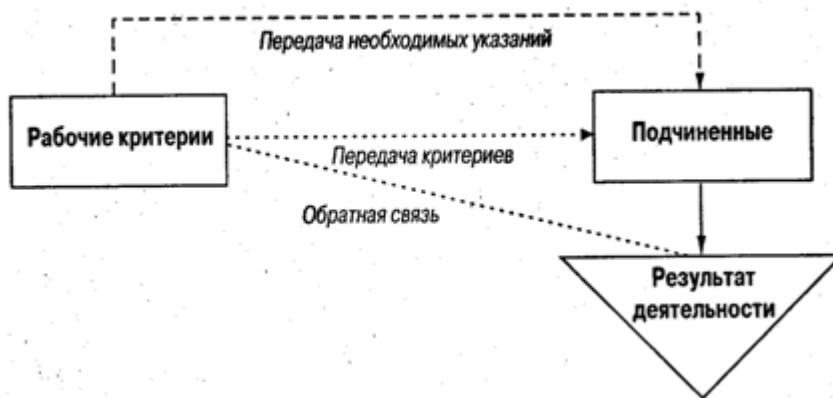 Передача необходимых указаний
Рабочие критерии
Подчиненные
Передача критериев
Обратная связь
Результат
деятельности